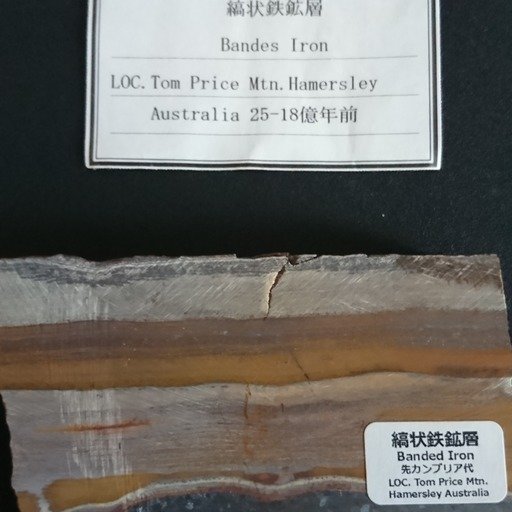 縞状鉄鉱層
Bandes Iron
LOC.Tom Price Mtn.Hamersley
Australia 25-18億年前
縞状鉄鉱層
Banded Iron
先カンブリア代
LOC. Tom Price Mtn.
Hamersley Australia